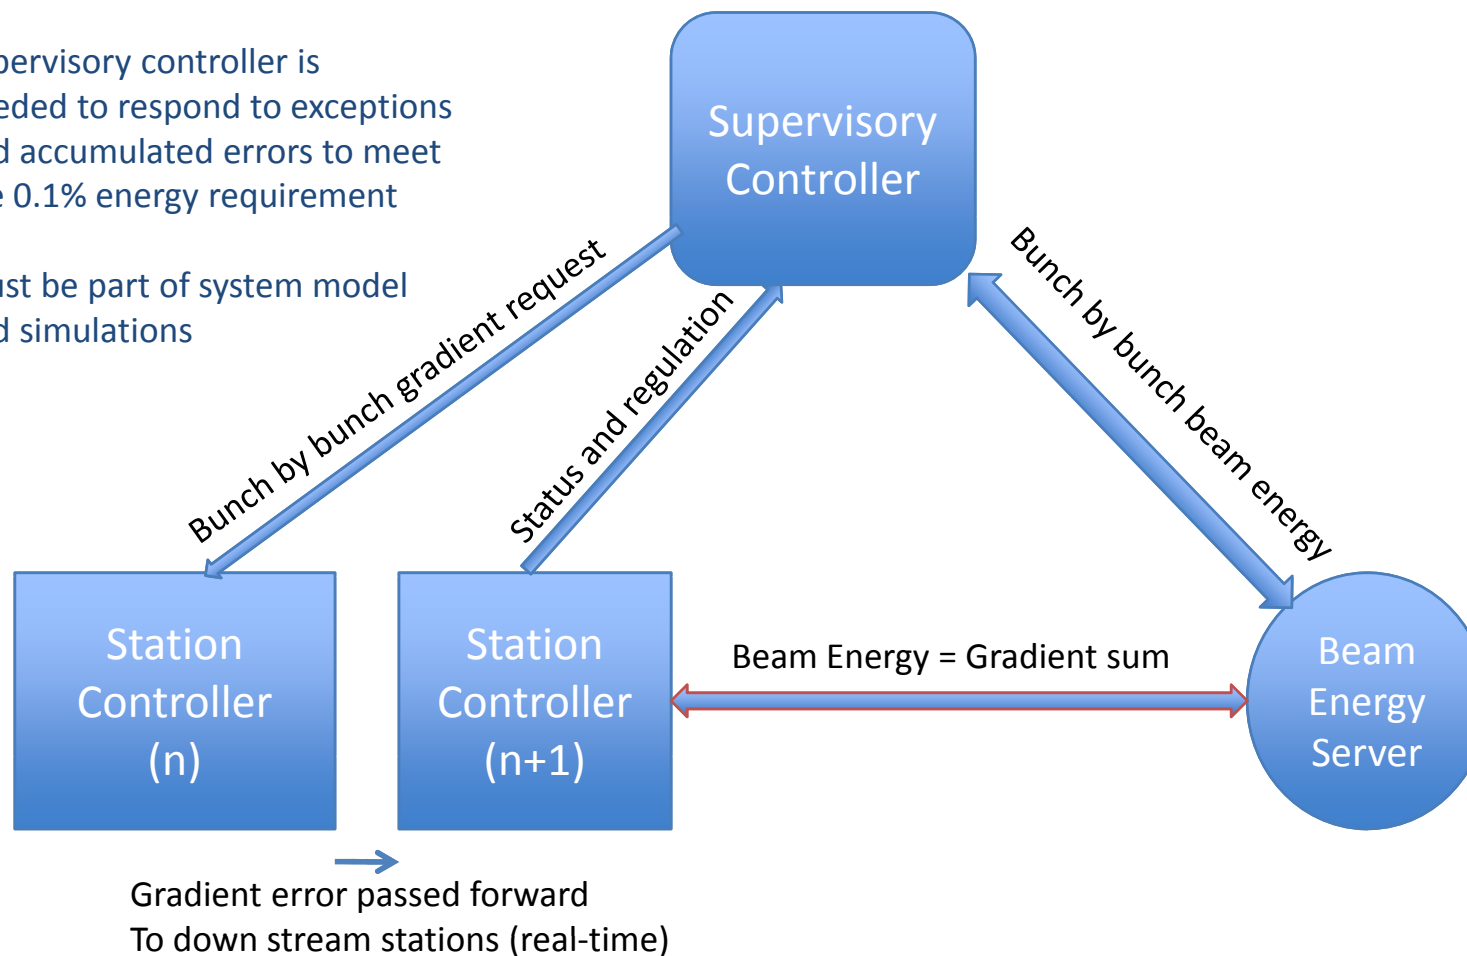 pervisory controller is
eded to respond to exceptions
d accumulated errors to meet
e 0.1% energy requirement
ust be part of system model
d simulations
Supervisory
Controller
Bunch by bunch gradient request
Status and regulation
Bunch by bunch beam energy
Station
Controller
(n)
Station
Controller
(n+1)
Beam Energy = Gradient sum
Beam
Energy
Server
Gradient error passed forward
To down stream stations (real-time)